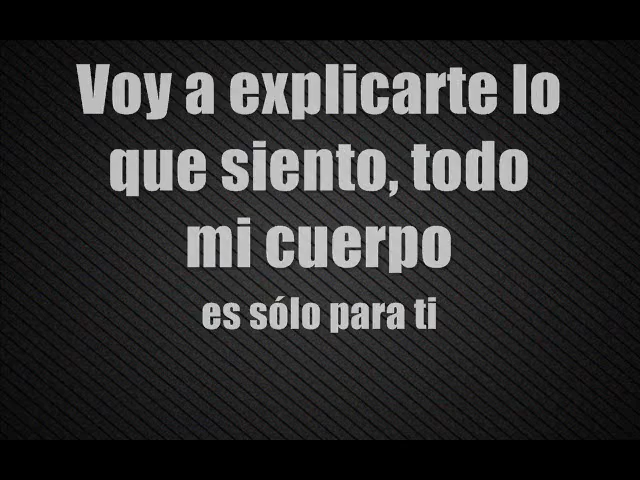 Voy a explicarte lo
que siento, todo
mi cuerpo
es sólo para ti